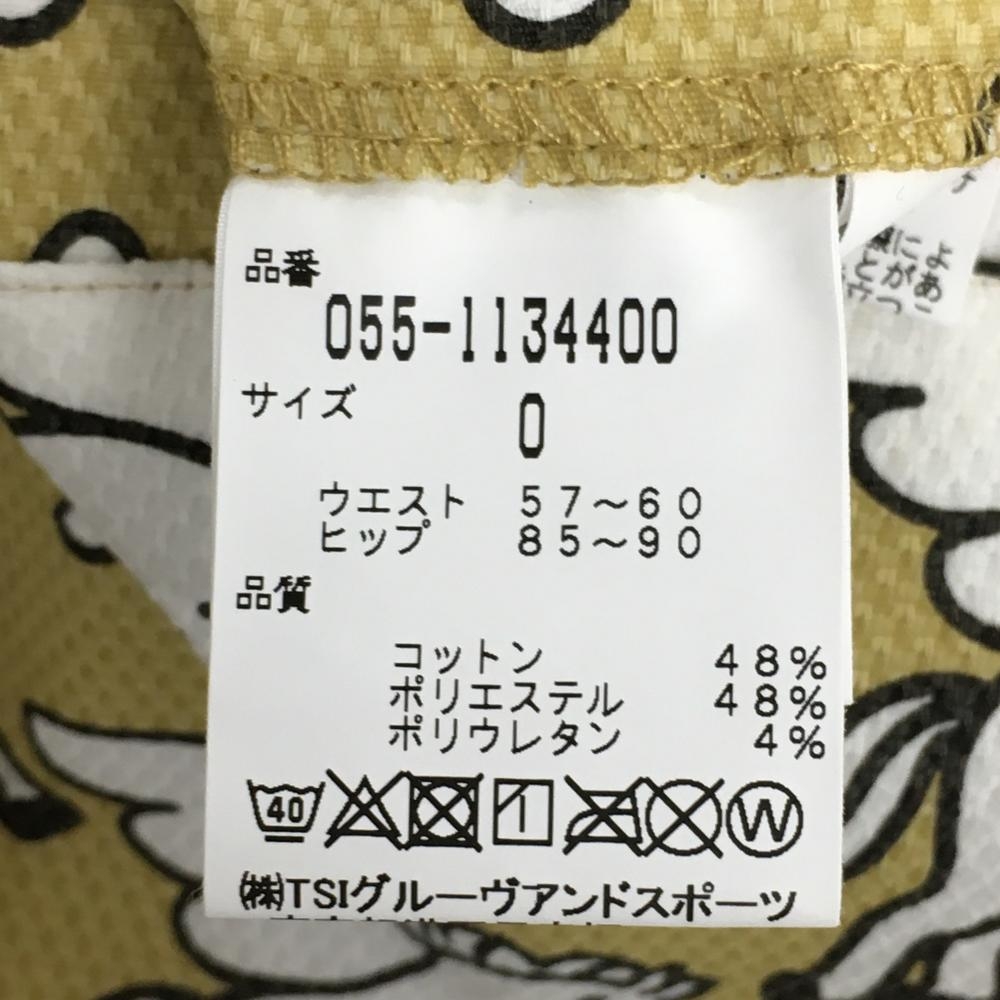 品番
055-1134400
サイズ 0
ウエスト 57～60
ヒップ 85～90
品質
コットン 48%
ポリエステル 48%
ポリウレタン 4%
40 W
㈱TSIグルーヴアンドスポーツ